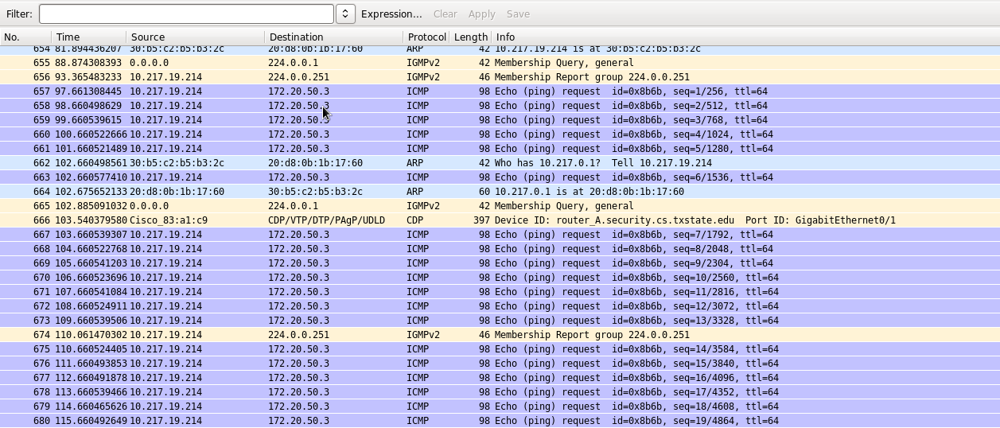 Filter: Expression... Clear Apply Save
No. Time Source Destination Protocol Length Info
654 81.894436207 30:b5:c2:b5:b3:2c 20:d8:0b:1b:17:60 ARP 42 10.217.19.214 is at 30:b5:c2:b5:b3:2c
655 88.874308393 0.0.0.0 224.0.0.1 IGMPv2 42 Membership Query, general
656 93.365483233 10.217.19.214 224.0.0.251 IGMPv2 46 Membership Report group 224.0.0.251
657 97.661308445 10.217.19.214 172.20.50.3 ICMP 98 Echo (ping) request id=0x8b6b, seq=1/256, ttl=64
658 98.660498629 10.217.19.214 172.20.50.3 ICMP 98 Echo (ping) request id=0x8b6b, seq=2/512, ttl=64
659 99.660539615 10.217.19.214 172.20.50.3 ICMP 98 Echo (ping) request id=0x8b6b, seq=3/768, ttl=64
660 100.660522666 10.217.19.214 172.20.50.3 ICMP 98 Echo (ping) request id=0x8b6b, seq=4/1024, ttl=64
661 101.660521489 10.217.19.214 172.20.50.3 ICMP 98 Echo (ping) request id=0x8b6b, seq=5/1280, ttl=64
662 102.660498561 30:b5:c2:b5:b3:2c 20:d8:0b:1b:17:60 ARP 42 Who has 10.217.0.1? Tell 10.217.19.214
663 102.660577410 10.217.19.214 172.20.50.3 ICMP 98 Echo (ping) request id=0x8b6b, seq=6/1536, ttl=64
664 102.675652133 20:d8:0b:1b:17:60 30:b5:c2:b5:b3:2c ARP 60 10.217.0.1 is at 20:d8:0b:1b:17:60
665 102.885091032 0.0.0.0 224.0.0.1 IGMPv2 42 Membership Query, general
666 103.540379580 Cisco_83:a1:c9 CDP/VTP/DTP/PAgP/UDLD CDP 397 Device ID: router_A.security.cs.txstate.edu Port ID: GigabitEthernet0/1
667 103.660539307 10.217.19.214 172.20.50.3 ICMP 98 Echo (ping) request id=0x8b6b, seq=7/1792, ttl=64
668 104.660522768 10.217.19.214 172.20.50.3 ICMP 98 Echo (ping) request id=0x8b6b, seq=8/2048, ttl=64
669 105.660541203 10.217.19.214 172.20.50.3 ICMP 98 Echo (ping) request id=0x8b6b, seq=9/2304, ttl=64
670 106.660523696 10.217.19.214 172.20.50.3 ICMP 98 Echo (ping) request id=0x8b6b, seq=10/2560, ttl=64
671 107.660541084 10.217.19.214 172.20.50.3 ICMP 98 Echo (ping) request id=0x8b6b, seq=11/2816, ttl=64
672 108.660524911 10.217.19.214 172.20.50.3 ICMP 98 Echo (ping) request id=0x8b6b, seq=12/3072, ttl=64
673 109.660539506 10.217.19.214 172.20.50.3 ICMP 98 Echo (ping) request id=0x8b6b, seq=13/3328, ttl=64
674 110.061470302 10.217.19.214 224.0.0.251 IGMPv2 46 Membership Report group 224.0.0.251
675 110.660524405 10.217.19.214 172.20.50.3 ICMP 98 Echo (ping) request id=0x8b6b, seq=14/3584, ttl=64
676 111.660493853 10.217.19.214 172.20.50.3 ICMP 98 Echo (ping) request id=0x8b6b, seq=15/3840, ttl=64
677 112.660491878 10.217.19.214 172.20.50.3 ICMP 98 Echo (ping) request id=0x8b6b, seq=16/4096, ttl=64
678 113.660539466 10.217.19.214 172.20.50.3 ICMP 98 Echo (ping) request id=0x8b6b, seq=17/4352, ttl=64
679 114.660465626 10.217.19.214 172.20.50.3 ICMP 98 Echo (ping) request id=0x8b6b, seq=18/4608, ttl=64
680 115.660492649 10.217.19.214 172.20.50.3 ICMP 98 Echo (ping) request id=0x8b6b, seq=19/4864, ttl=64